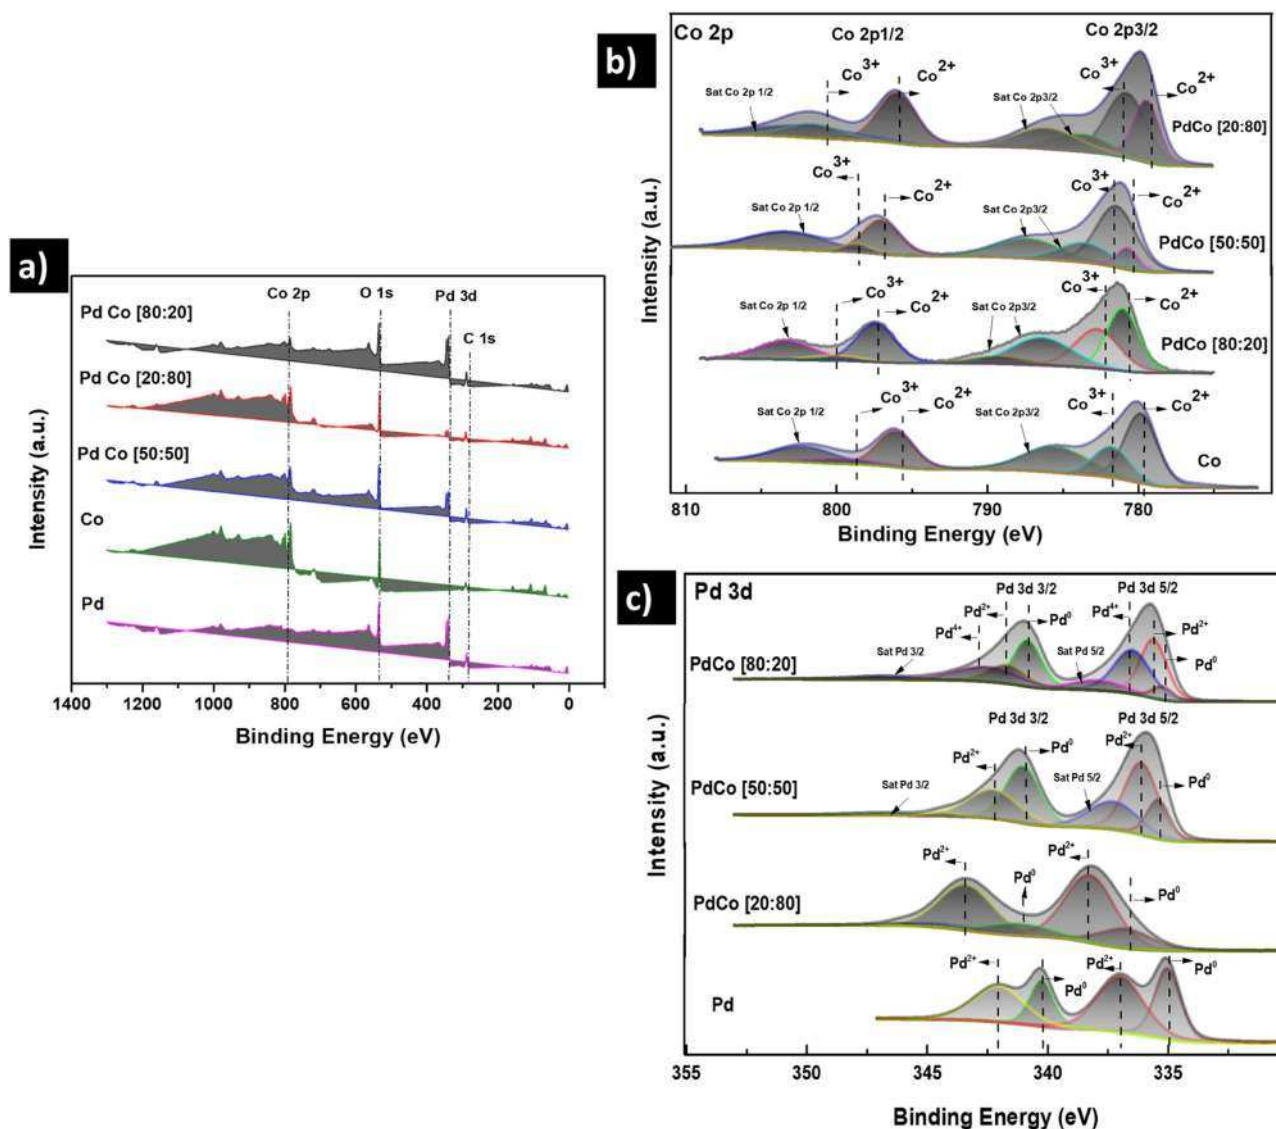 a)
Pd Co [80:20]
Pd Co [20:80]
Pd Co [50:50]
Co
Pd
Co 2p
O 1s
Pd 3d
C 1s
Intensity (a.u.)
1400 1200 1000 800 600 400 200 0
Binding Energy (eV)
b)
Co 2p
Co 2p1/2
Co 2p3/2
Co3+
Co2+
Sat Co 2p 1/2
Sat Co 2p3/2
Co3+
Co2+
PdCo [20:80]
Co3+
Co2+
Sat Co 2p 1/2
Sat Co 2p3/2
Co3+
Co2+
PdCo [50:50]
Co3+
Co2+
Sat Co 2p 1/2
Sat Co 2p3/2
Co3+
Co2+
PdCo [80:20]
Co3+
Co2+
Sat Co 2p 1/2
Sat Co 2p3/2
Co3+
Co2+
Co
Intensity (a.u.)
810 800 790 780
Binding Energy (eV)
c)
Pd 3d
Pd 3d 3/2
Pd 3d 5/2
Pd2+
Pd4+
Pd0
Sat Pd 3/2
Sat Pd 5/2
Pd4+
Pd2+
Pd0
PdCo [80:20]
Pd 3d 3/2
Pd 3d 5/2
Pd2+
Pd0
Sat Pd 3/2
Sat Pd 5/2
Pd2+
Pd0
PdCo [50:50]
Pd2+
Pd0
Pd2+
Pd0
PdCo [20:80]
Pd2+
Pd0
Pd2+
Pd0
Pd
Intensity (a.u.)
355 350 345 340 335
Binding Energy (eV)